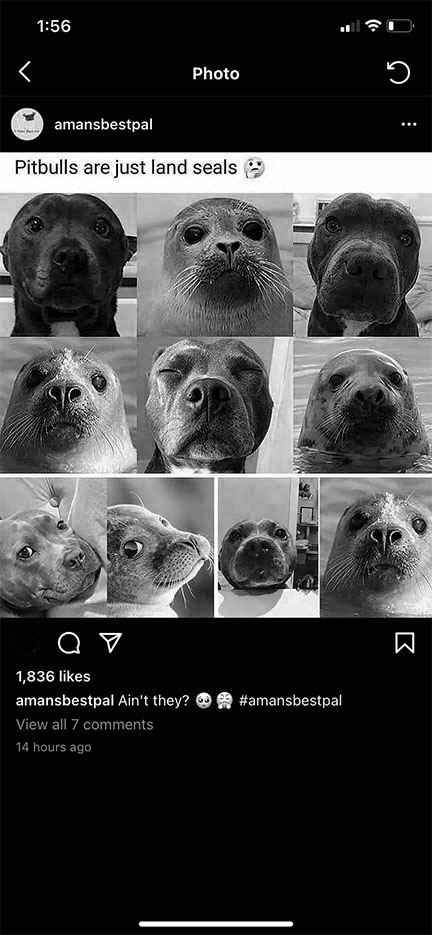 1:56
Photo
amansbestpal
Pitbulls are just land seals 🤔
1,836 likes
amansbestpal Ain't they? 🥺😤 #amansbestpal
View all 7 comments
14 hours ago